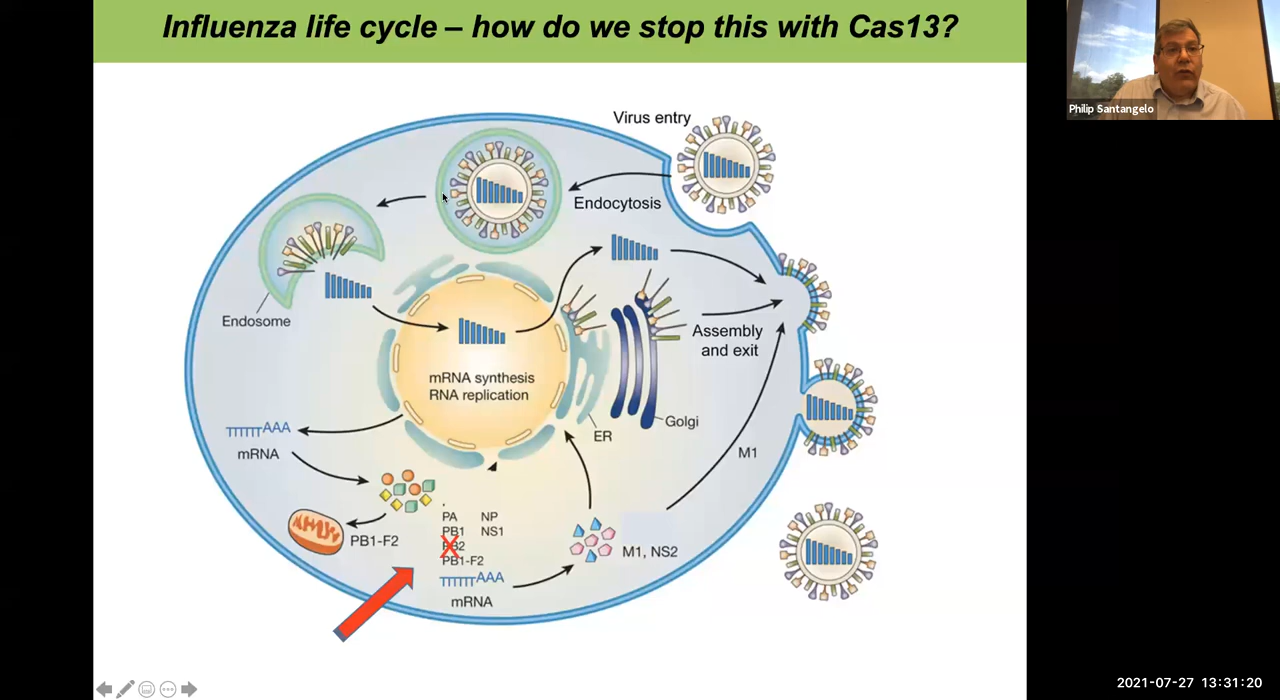 Influenza life cycle – how do we stop this with Cas13?
Philip Santangelo
Virus entry
Endocytosis
Endosome
mRNA synthesis
RNA replication
Assembly
and exit
Golgi
ER
AAA
mRNA
M1
PB1-F2
PA NP
PB1 NS1
PB2
PB1-F2
AAA
mRNA
M1, NS2
2021-07-27 13:31:20